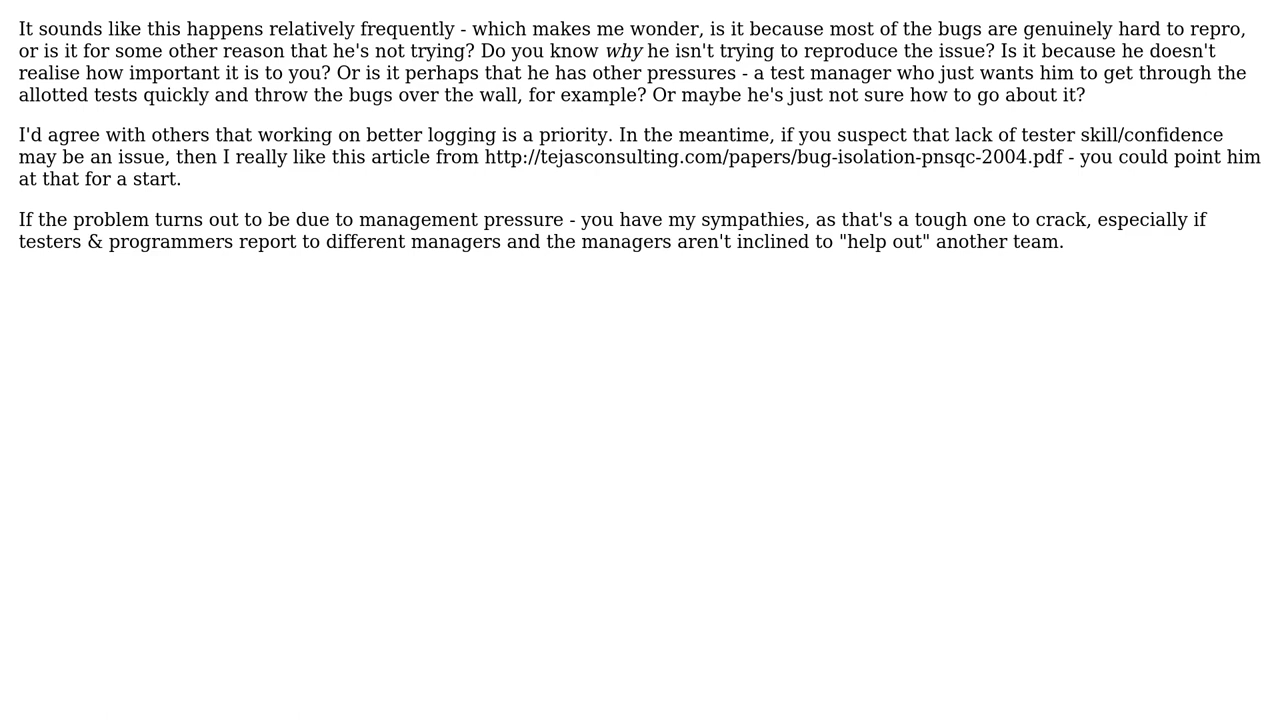 It sounds like this happens relatively frequently - which makes me wonder, is it because most of the bugs are genuinely hard to repro,
or is it for some other reason that he's not trying? Do you know why he isn't trying to reproduce the issue? Is it because he doesn't
realise how important it is to you? Or is it perhaps that he has other pressures - a test manager who just wants him to get through the
allotted tests quickly and throw the bugs over the wall, for example? Or maybe he's just not sure how to go about it?
I'd agree with others that working on better logging is a priority. In the meantime, if you suspect that lack of tester skill/confidence
may be an issue, then I really like this article from http://tejasconsulting.com/papers/bug-isolation-pnsqc-2004.pdf - you could point him
at that for a start.
If the problem turns out to be due to management pressure - you have my sympathies, as that's a tough one to crack, especially if
testers & programmers report to different managers and the managers aren't inclined to "help out" another team.